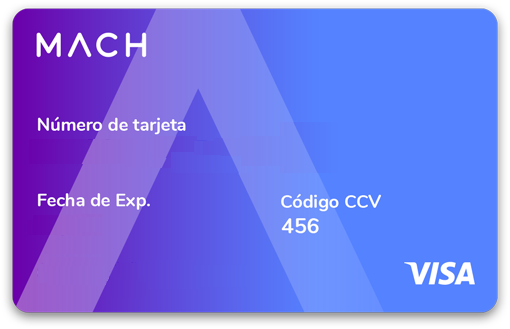 MACH
Número de tarjeta
Fecha de Exp.
Código CCV
456
VISA